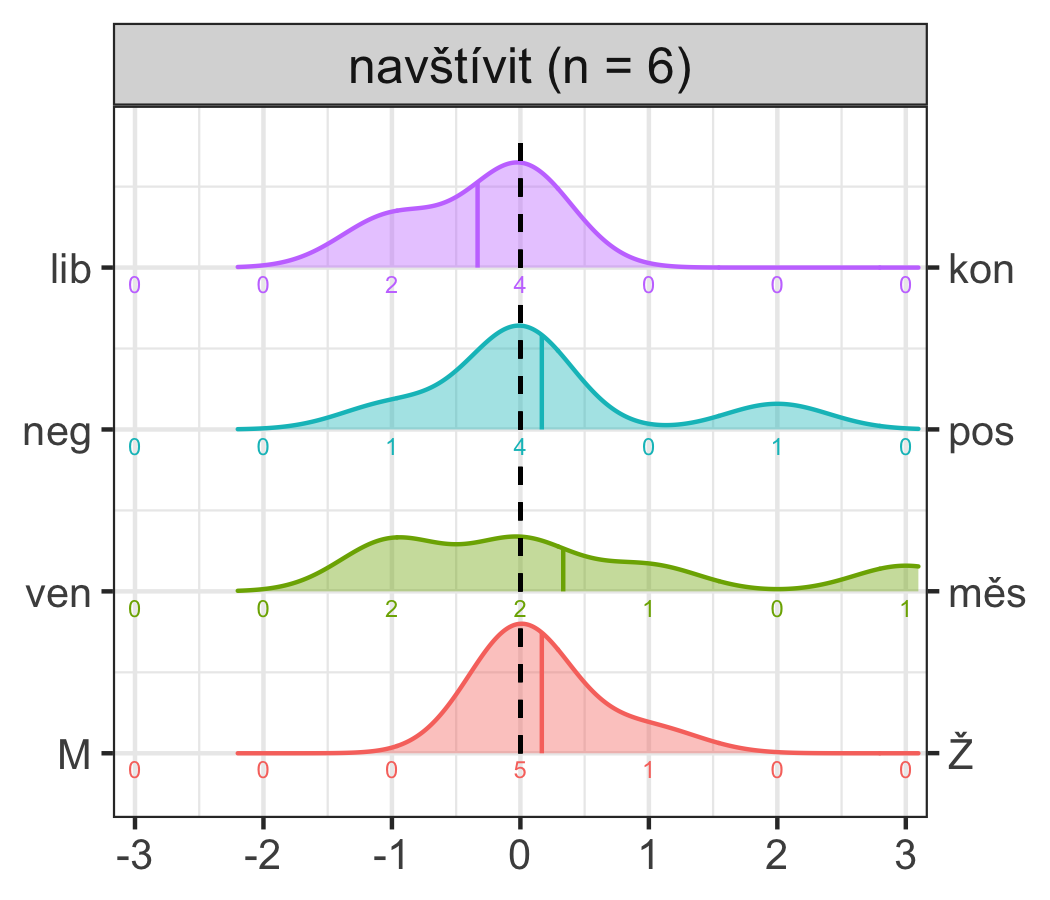 navštívit (n = 6)
lib kon
0 0 2 4 0 0 0
neg pos
0 0 1 4 0 1 0
ven měs
0 0 2 2 1 0 1
M Ž
0 0 0 5 1 0 0
-3 -2 -1 0 1 2 3